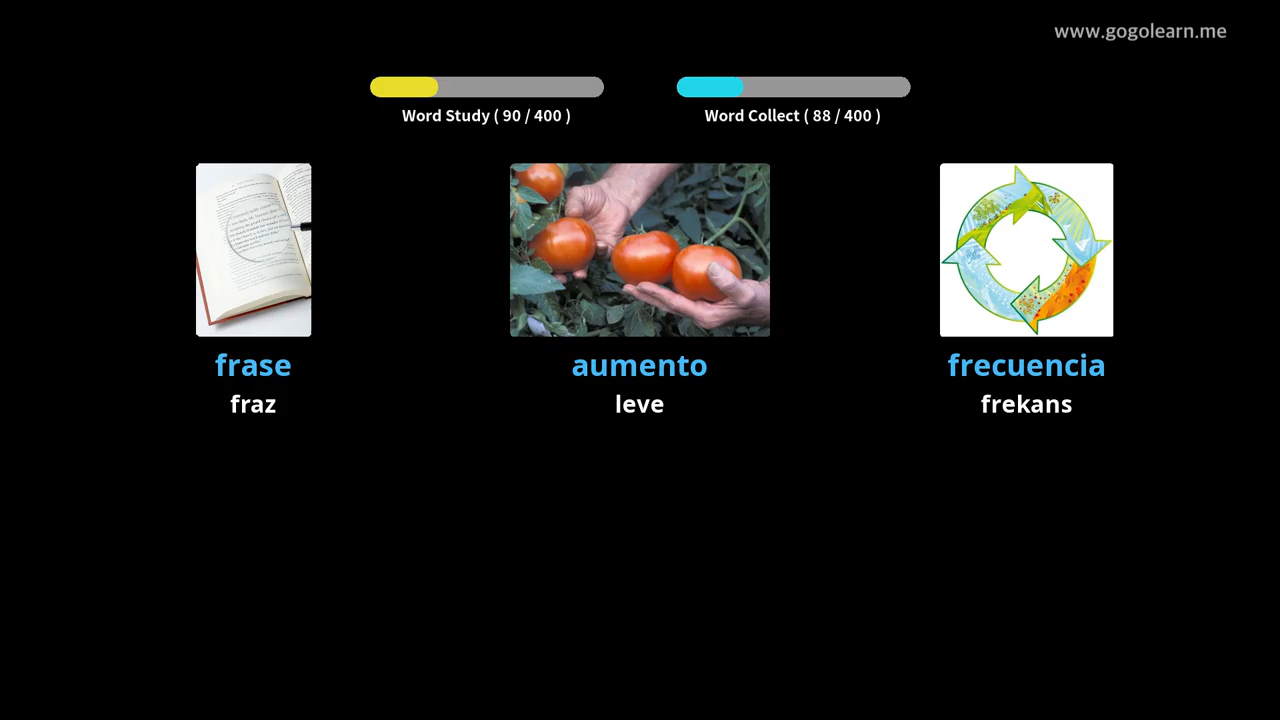 www.gogolearn.me
Word Study ( 90 / 400 )
Word Collect ( 88 / 400 )
frase
aumento
frecuencia
fraz
leve
frekans